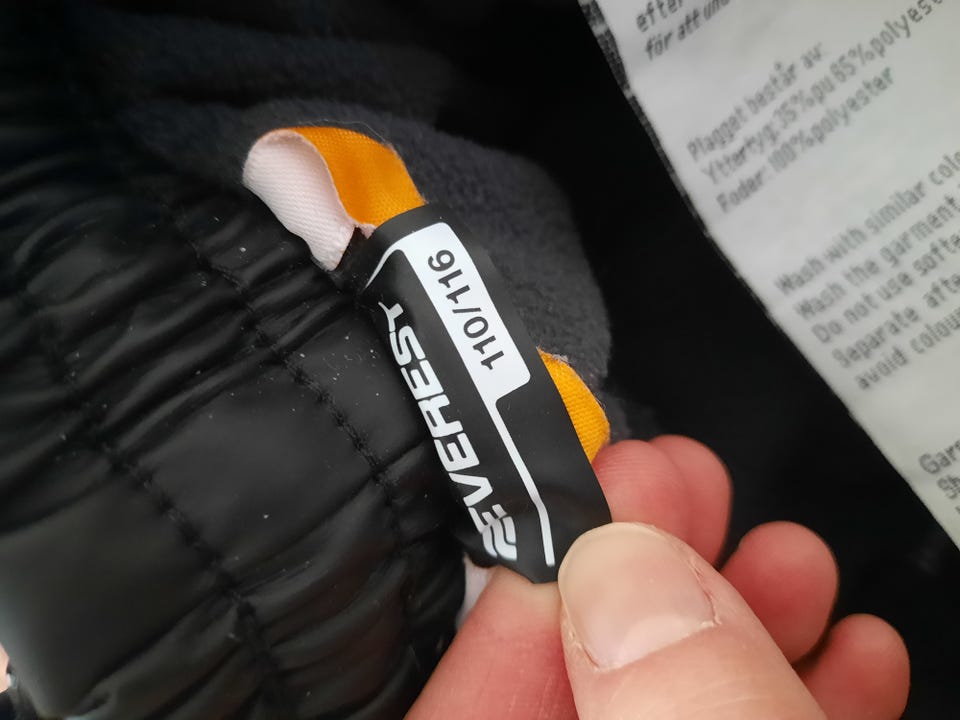 110/116
EVEREST
efter
för att und
Plagget består av:
Yttertyg:35%pu 65%polyester
Foder: 100%polyester
Wash with similar colo
Wash the garment
Do not use softe
Separate afte
avoid colou
Garm